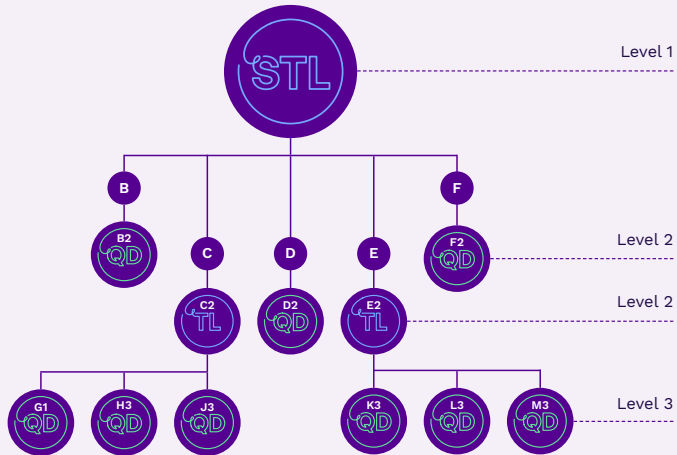 STL
Level 1
B
F
B2
QD
C
D
E
F2
QD
Level 2
C2
TL
D2
QD
E2
TL
Level 2
G1
QD
H3
QD
J3
QD
K3
QD
L3
QD
M3
QD
Level 3